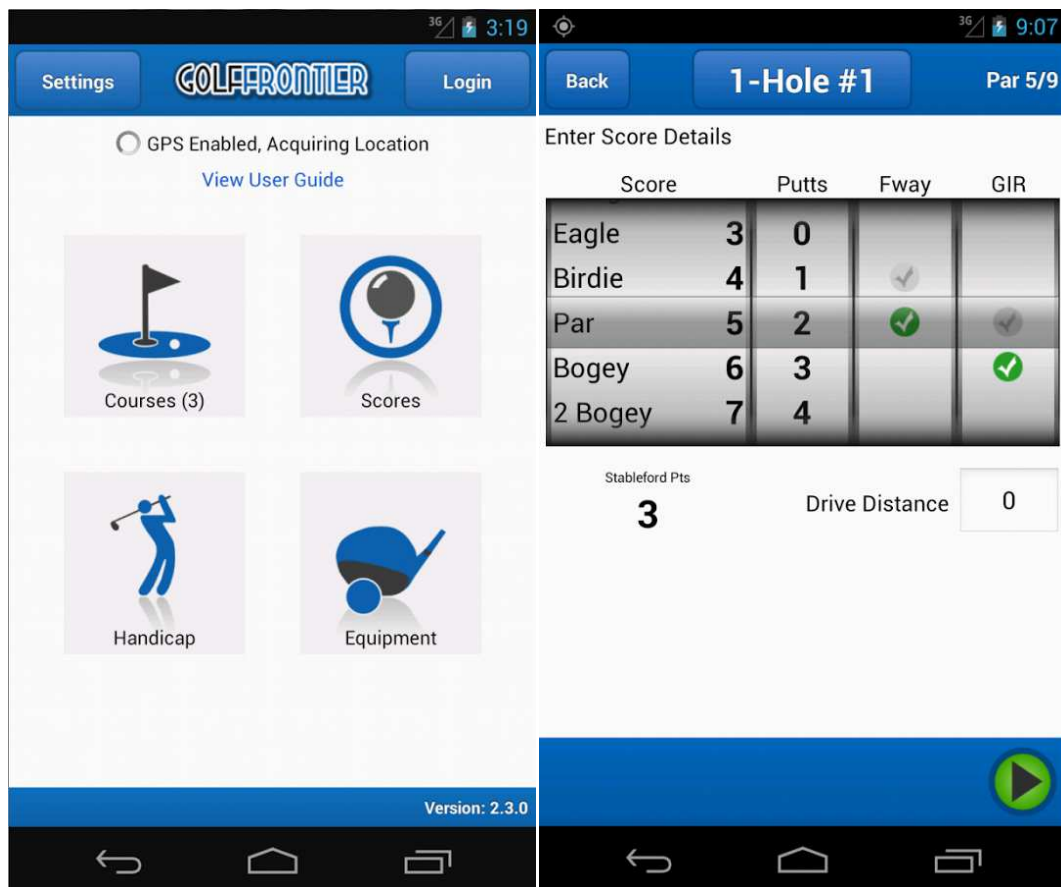 3G 3:19
Settings GOLFFRONTIER Login
GPS Enabled, Acquiring Location
View User Guide
Courses (3) Scores
Handicap Equipment
Version: 2.3.0
3G 9:07
Back 1-Hole #1 Par 5/9
Enter Score Details
Score Putts Fway GIR
Eagle 3 0
Birdie 4 1
Par 5 2
Bogey 6 3
2 Bogey 7 4
Stableford Pts
3 Drive Distance 0